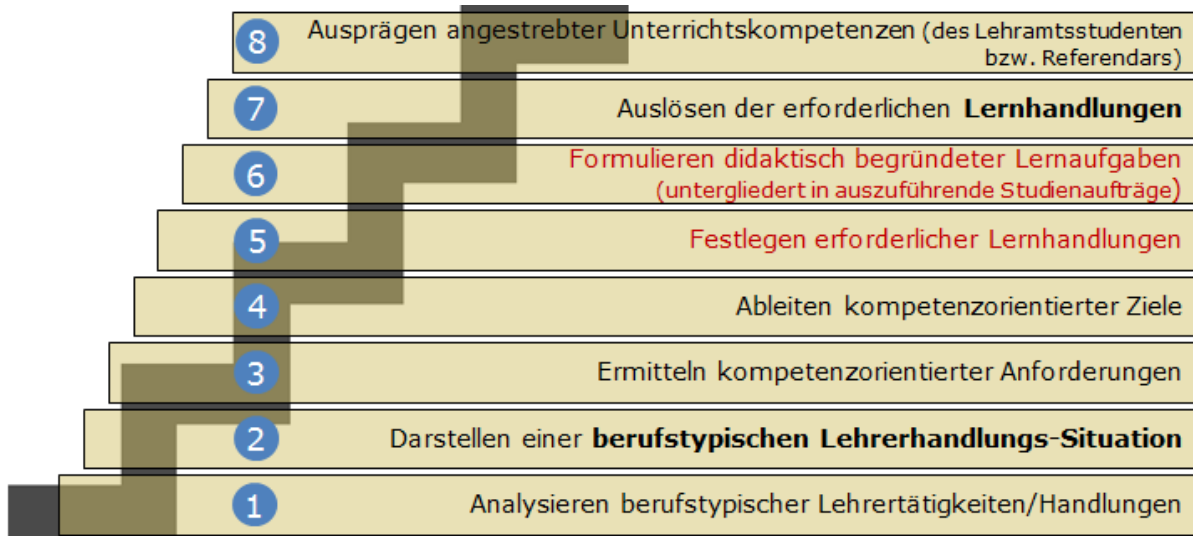 8 Ausprägen angestrebter Unterrichtskompetenzen (des Lehramtsstudenten
bzw. Referendars)
7 Auslösen der erforderlichen Lernhandlungen
6 Formulieren didaktisch begründeter Lernaufgaben
(untergliedert in auszuführende Studienaufträge)
5 Festlegen erforderlicher Lernhandlungen
4 Ableiten kompetenzorientierter Ziele
3 Ermitteln kompetenzorientierter Anforderungen
2 Darstellen einer berufstypischen Lehrerhandlungs-Situation
1 Analysieren berufstypischer Lehrertätigkeiten/Handlungen